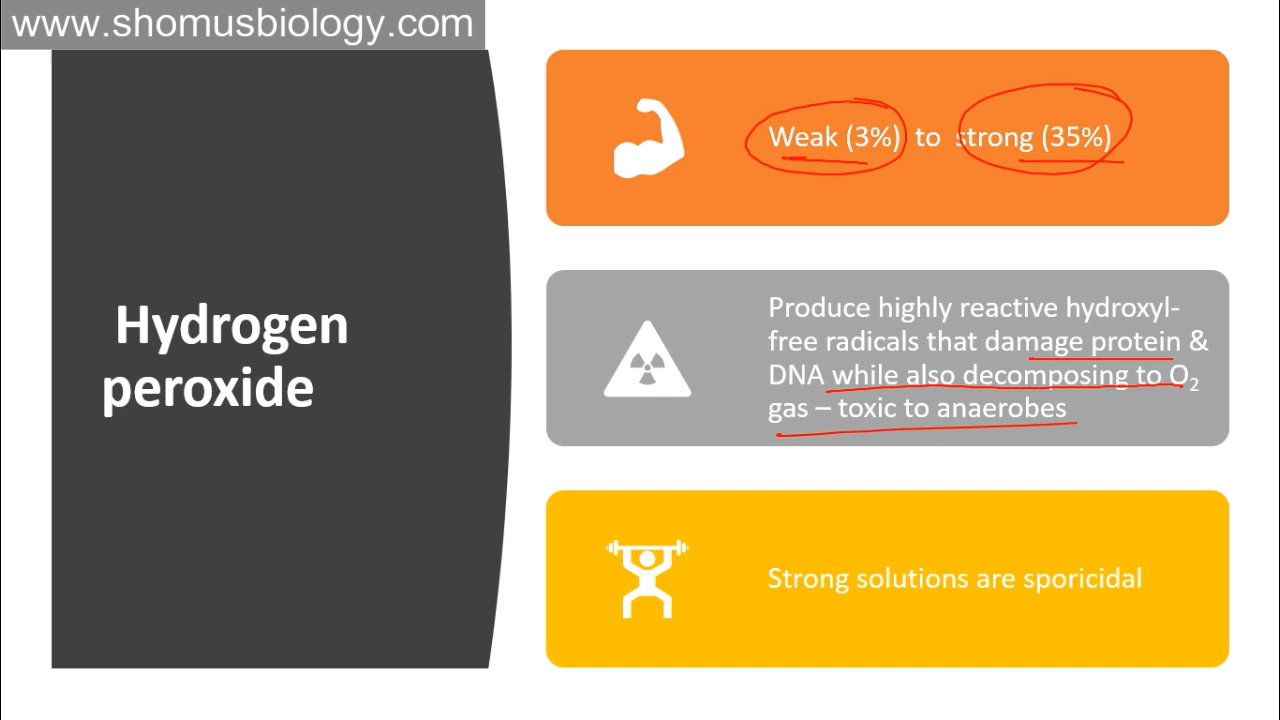 www.shomusbiology.com
Hydrogen
peroxide
Weak (3%) to strong (35%)
Produce highly reactive hydroxyl-
free radicals that damage protein &
DNA while also decomposing to O₂
gas – toxic to anaerobes
Strong solutions are sporicidal